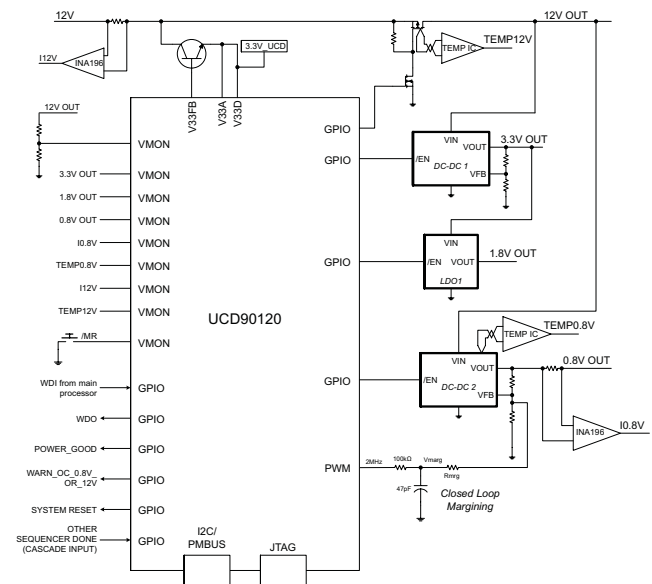 12V
12V OUT
3.3V_UCD
TEMP12V
TEMP IC
I12V
INA196
V33FB
V33A
V33D
12V OUT
VMON
GPIO
GPIO
VIN
VOUT
3.3V OUT
/EN
DC-DC 1
VFB
3.3V OUT
VMON
1.8V OUT
VMON
0.8V OUT
VMON
I0.8V
VMON
TEMP0.8V
VMON
I12V
VMON
TEMP12V
VMON
/MR
VMON
UCD90120
GPIO
VIN
/EN
VOUT
1.8V OUT
LDO1
TEMP0.8V
TEMP IC
VIN
VOUT
0.8V OUT
GPIO
/EN
DC-DC 2
VFB
INA196
I0.8V
WDI from main
processor
GPIO
WDO
GPIO
POWER_GOOD
GPIO
WARN_OC_0.8V_
OR_12V
GPIO
SYSTEM RESET
GPIO
OTHER
SEQUENCER DONE
(CASCADE INPUT)
GPIO
PWM
2MHz
100kΩ
Vmarg
Rmrg
47pF
Closed Loop
Margining
I2C/
PMBUS
JTAG